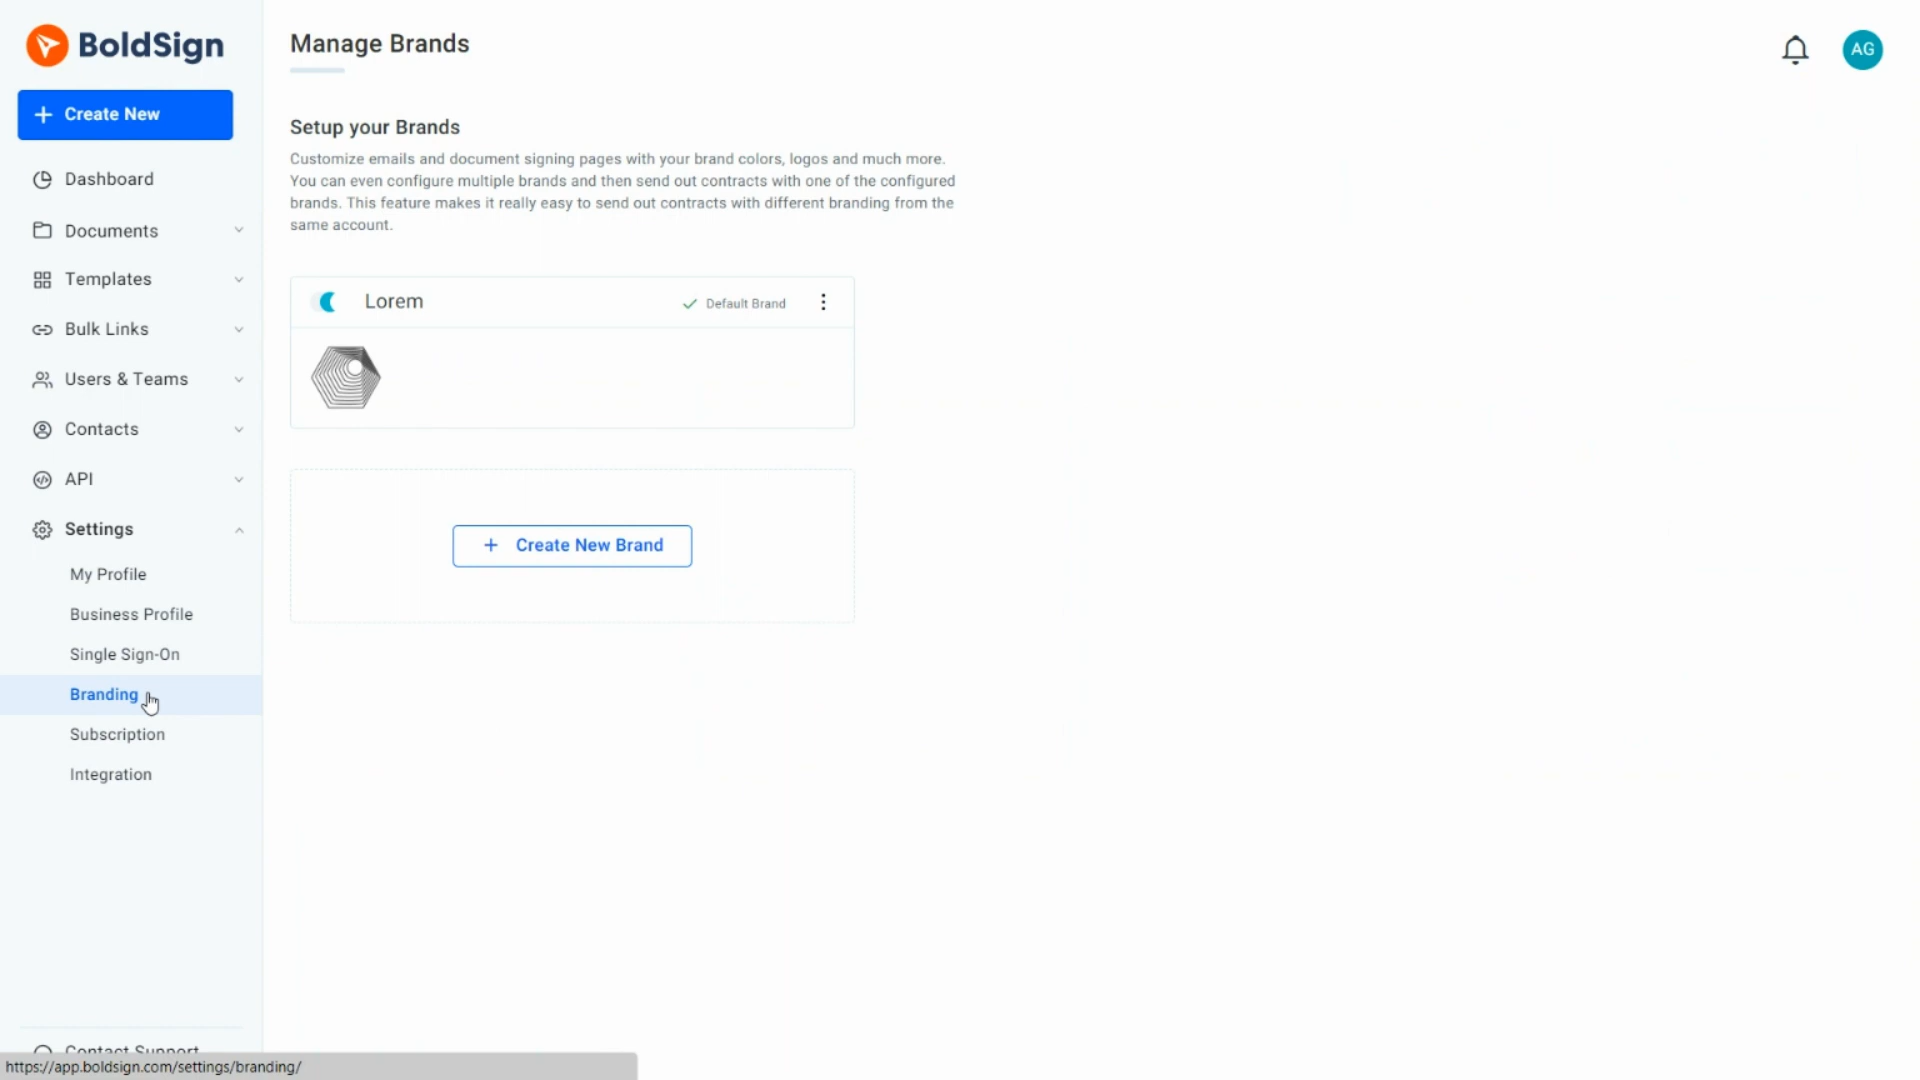 BoldSign
Create New
Dashboard
Documents
Templates
Bulk Links
Users & Teams
Contacts
API
Settings
My Profile
Business Profile
Single Sign-On
Branding
Subscription
Integration
Contact Support
https://app.boldsign.com/settings/branding/
Manage Brands
AG
Setup your Brands
Customize emails and document signing pages with your brand colors, logos and much more.
You can even configure multiple brands and then send out contracts with one of the configured
brands. This feature makes it really easy to send out contracts with different branding from the
same account.
Lorem
Default Brand
Create New Brand